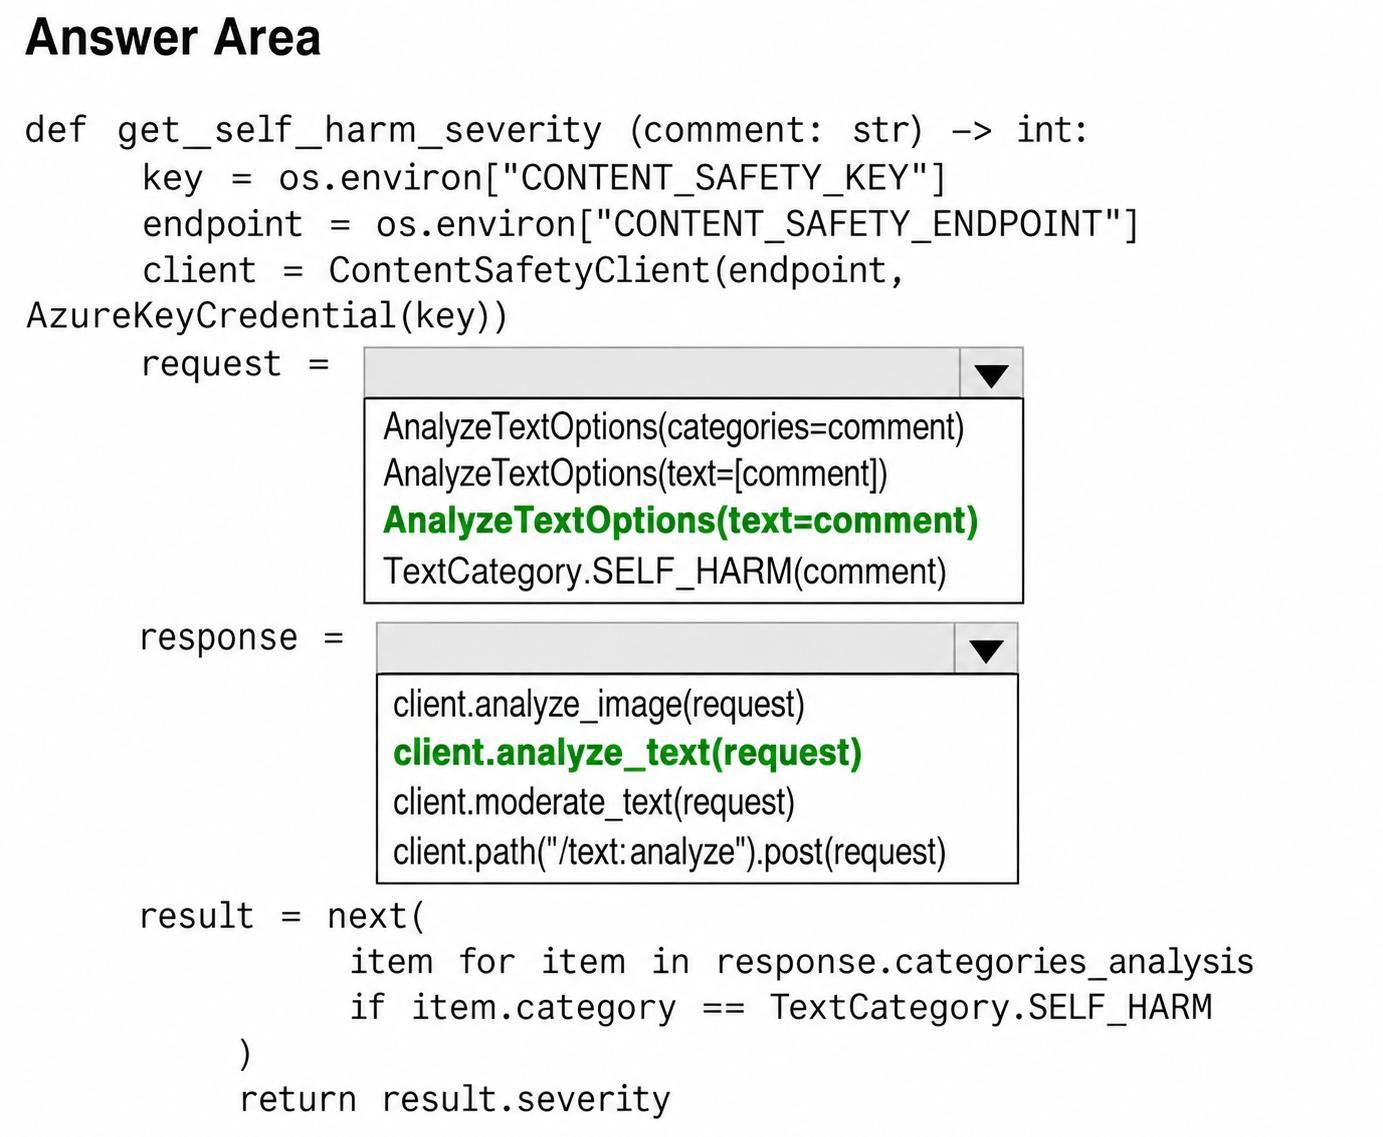 Answer Area
def get_self_harm_severity (comment: str) –> int:
key = os.environ["CONTENT_SAFETY_KEY"]
endpoint = os.environ["CONTENT_SAFETY_ENDPOINT"]
client = ContentSafetyClient(endpoint,
AzureKeyCredential(key))
request =
AnalyzeTextOptions(categories=comment)
AnalyzeTextOptions(text=[comment])
AnalyzeTextOptions(text=comment)
TextCategory.SELF_HARM(comment)
response =
client.analyze_image(request)
client.analyze_text(request)
client.moderate_text(request)
client.path("/text:analyze").post(request)
result = next(
item for item in response.categories_analysis
if item.category == TextCategory.SELF_HARM
)
return result.severity